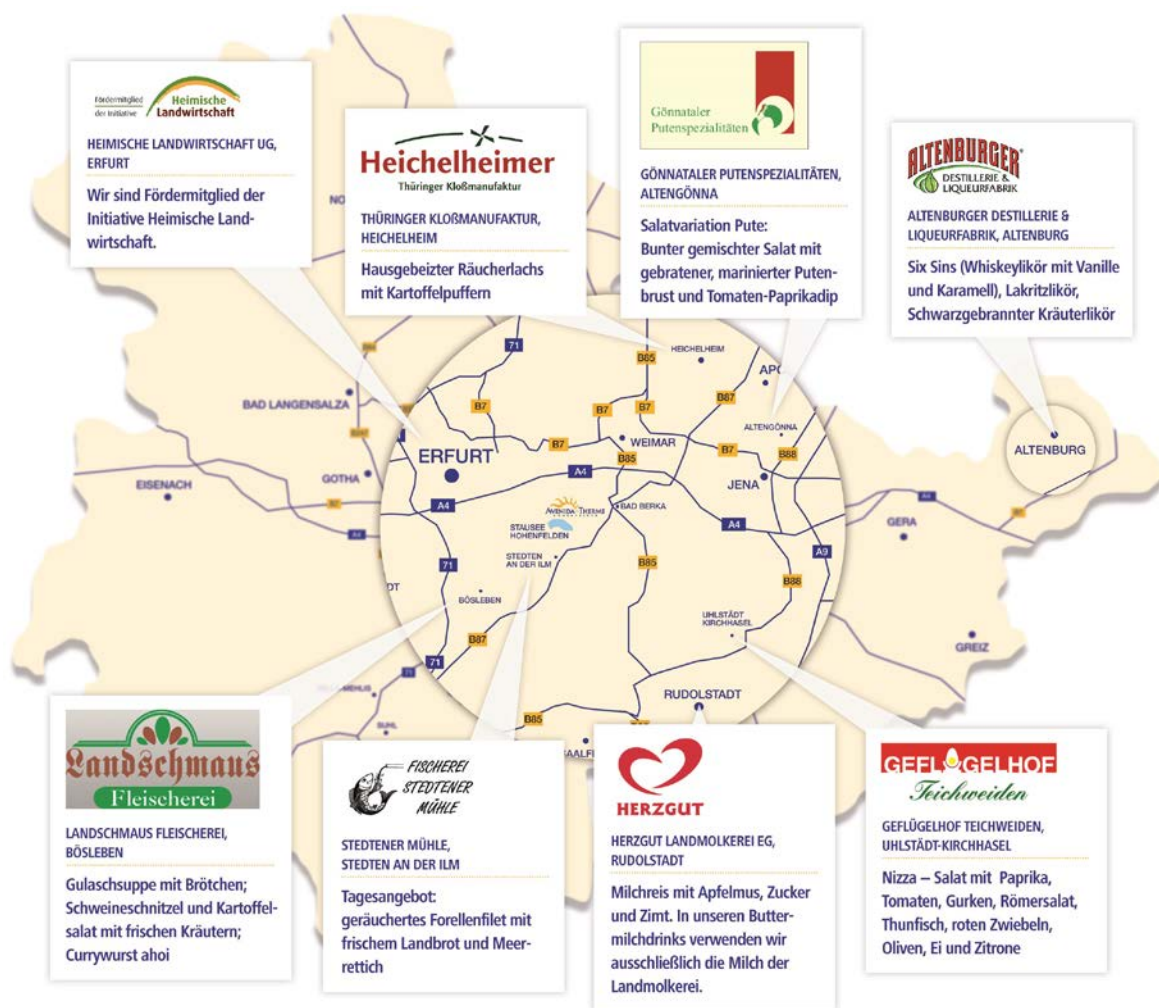 Fördermitglied
der Initiative
Heimische
Landwirtschaft
HEIMISCHE LANDWIRTSCHAFT UG,
ERFURT
Wir sind Fördermitglied der
Initiative Heimische Land-
wirtschaft.
Heichelheimer
Thüringer Kloßmanufaktur
THÜRINGER KLOßMANUFAKTUR,
HEICHELHEIM
Hausgebeizter Räucherlachs
mit Kartoffelpuffern
Gönnataler
Putenspezialitäten
GÖNNATALER PUTENSPEZIALITÄTEN,
ALTENGÖNNA
Salatvariation Pute:
Bunter gemischter Salat mit
gebratener, marinierter Puten-
brust und Tomaten-Paprikadip
ALTENBURGER®
DESTILLERIE &
LIQUEURFABRIK
ALTENBURGER DESTILLERIE &
LIQUEURFABRIK, ALTENBURG
Six Sins (Whiskeylikör mit Vanille
und Karamell), Lakritzlikör,
Schwarzgebrannter Kräuterlikör
NO
71
B85
HEICHELHEIM
APO
B87
BAD LANGENSALZA
B7
B7
ALTENGÖNNA
B7
WEIMAR
B7
B88
B85
ERFURT
ALTENBURG
GOTHA
A4
JENA
EISENACH
A4
AVENIDA THERME
BAD BERKA
STAUSEE
HOHENFELDEN
A4
GERA
A4
A9
STEDTEN
AN DER ILM
71
B85
B88
DT
BÖSLEBEN
UHLSTÄDT
KIRCHHASEL
B87
GREIZ
71
71
MEHLIS
RUDOLSTADT
SUHL
B85
SAALF
Landschmaus
Fleischerei
LANDSCHMAUS FLEISCHEREI,
BÖSLEBEN
Gulaschsuppe mit Brötchen;
Schweineschnitzel und Kartoffel-
salat mit frischen Kräutern;
Currywurst ahoi
FISCHEREI
STEDTENER
MÜHLE
STEDTENER MÜHLE,
STEDTEN AN DER ILM
Tagesangebot:
geräuchertes Forellenfilet mit
frischem Landbrot und Meer-
rettich
HERZGUT
HERZGUT LANDMOLKEREI EG,
RUDOLSTADT
Milchreis mit Apfelmus, Zucker
und Zimt. In unseren Butter-
milchdrinks verwenden wir
ausschließlich die Milch der
Landmolkerei.
GEFLÜGELHOF
Teichweiden
GEFLÜGELHOF TEICHWEIDEN,
UHLSTÄDT-KIRCHHASEL
Nizza – Salat mit Paprika,
Tomaten, Gurken, Römersalat,
Thunfisch, roten Zwiebeln,
Oliven, Ei und Zitrone